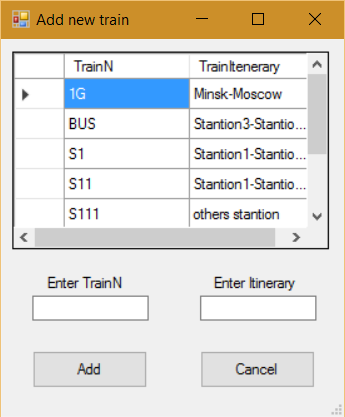 Add new train
TrainN TrainItenerary
1G Minsk-Moscow
BUS Stantion3-Stantio...
S1 Stantion1-Stantio...
S11 Stantion1-Stantio...
S111 others stantion
Enter TrainN Enter Itinerary
Add Cancel